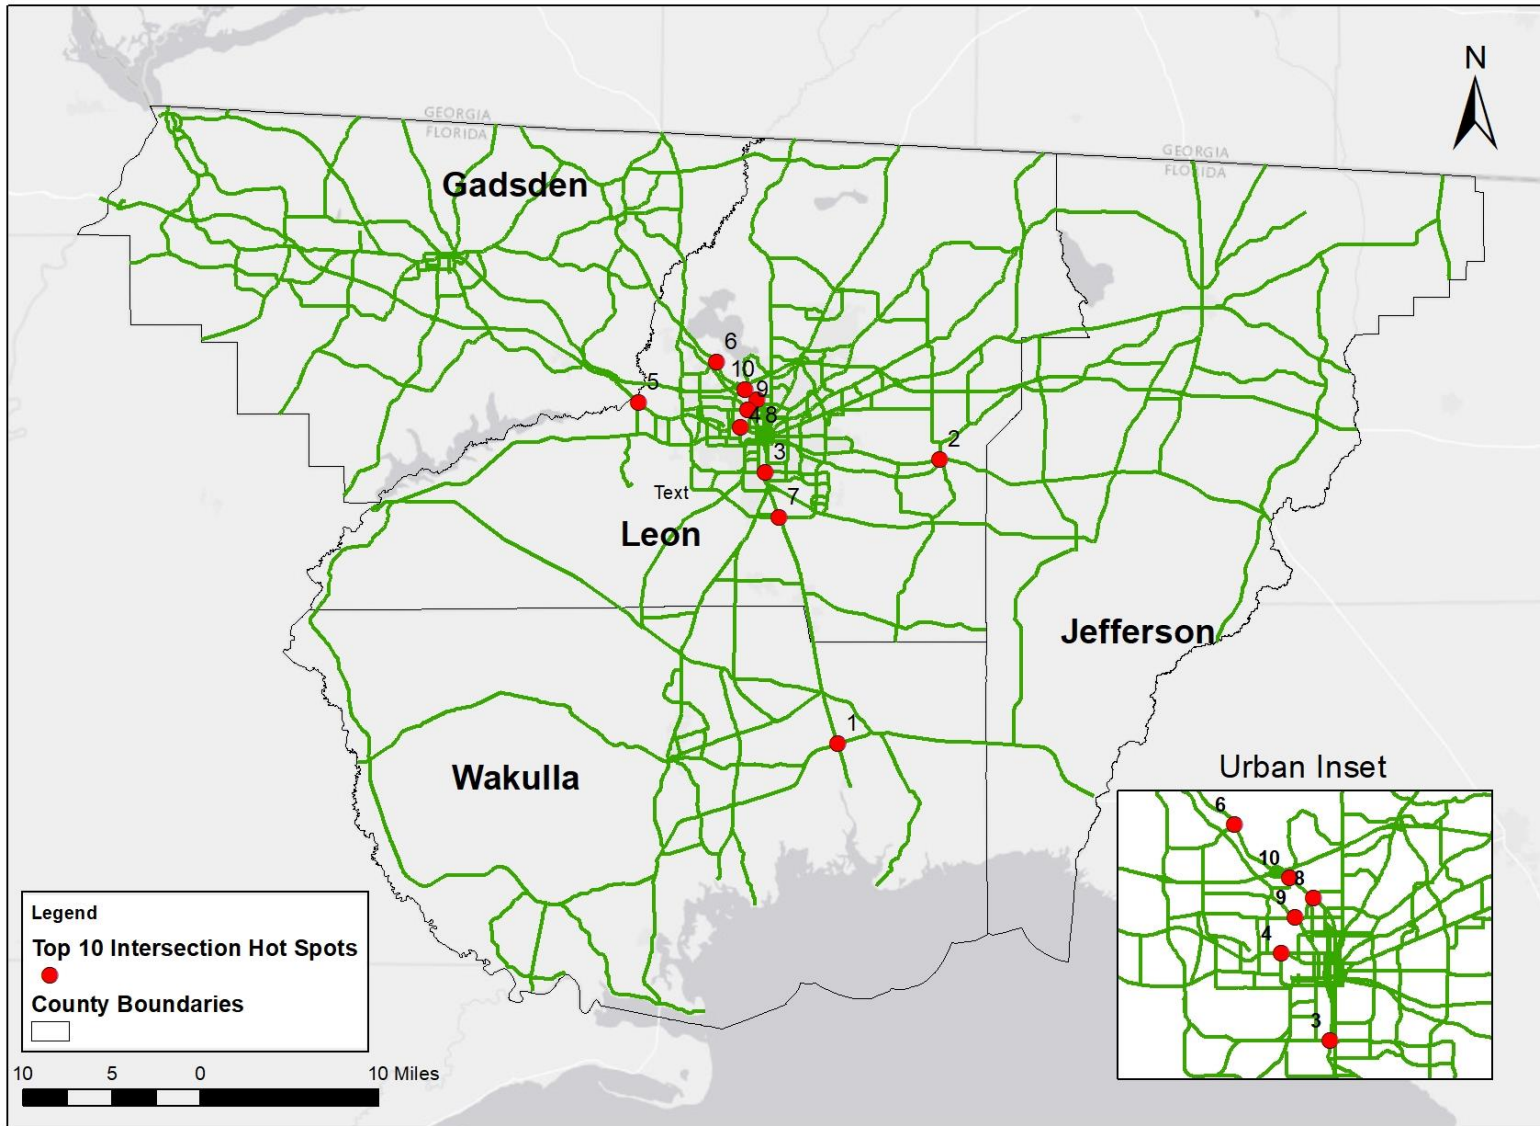 N
GEORGIA
FLORIDA
GEORGIA
FLORIDA
Gadsden
6
10
5
9
4
8
2
3
Text
7
Leon
Jefferson
1
Wakulla
Urban Inset
6
10
8
9
4
3
Legend
Top 10 Intersection Hot Spots
County Boundaries
10 5 0 10 Miles